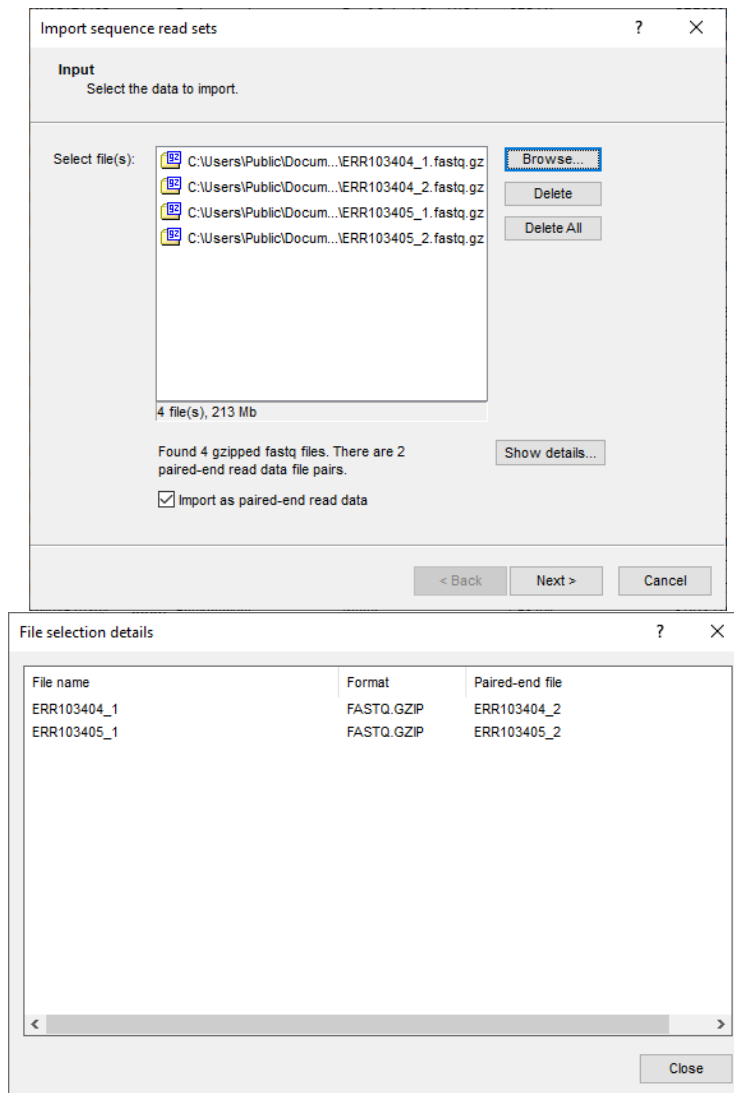 Import sequence read sets ? ×
Input
Select the data to import.
Select file(s):
C:\Users\Public\Docum...\ERR103404_1.fastq.gz
C:\Users\Public\Docum...\ERR103404_2.fastq.gz
C:\Users\Public\Docum...\ERR103405_1.fastq.gz
C:\Users\Public\Docum...\ERR103405_2.fastq.gz
Browse...
Delete
Delete All
4 file(s), 213 Mb
Found 4 gzipped fastq files. There are 2
paired-end read data file pairs.
Show details...
Import as paired-end read data
< Back Next > Cancel
File selection details ? ×
File name Format Paired-end file
ERR103404_1 FASTQ.GZIP ERR103404_2
ERR103405_1 FASTQ.GZIP ERR103405_2
Close